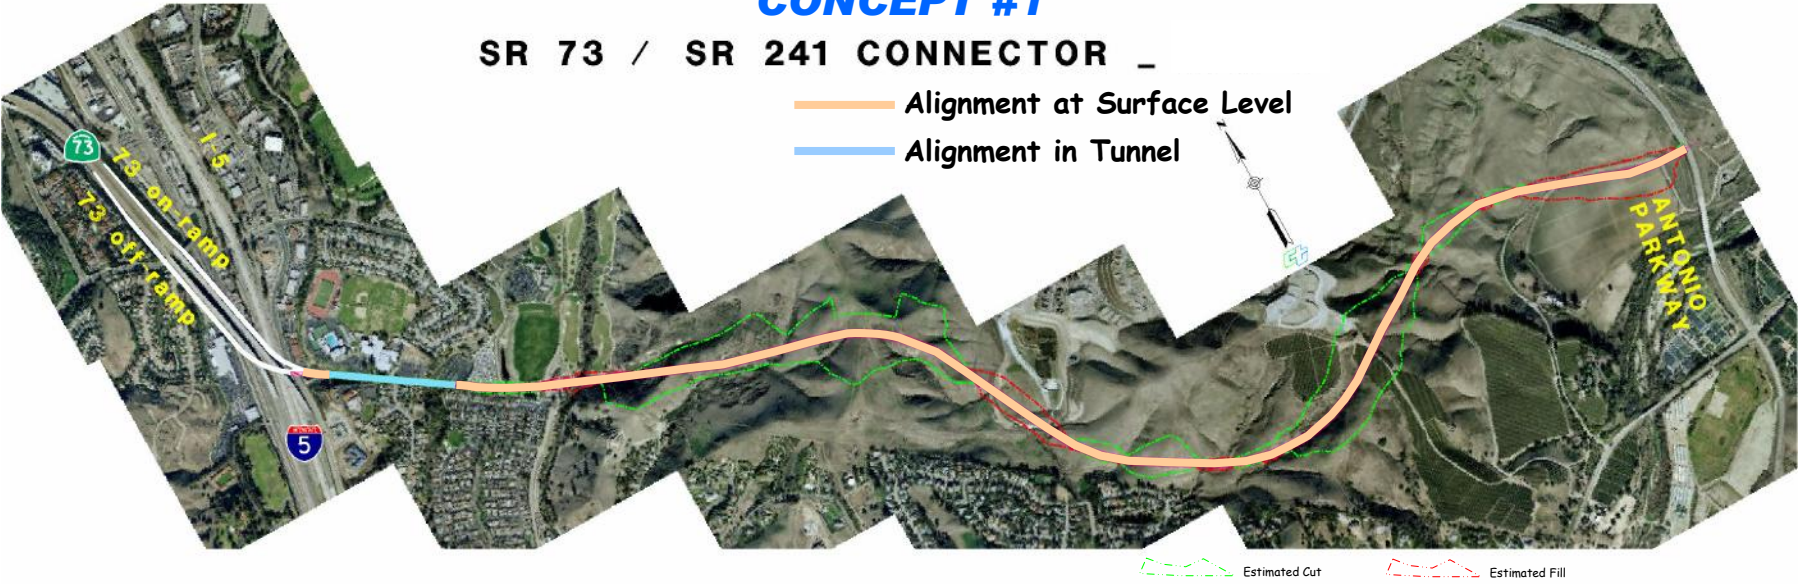 CONCEPT #1
SR 73 / SR 241 CONNECTOR _
Alignment at Surface Level
Alignment in Tunnel
N
ct
73
73 on-ramp
I-5
73 off-ramp
5
ANTONIO
PARKWAY
Estimated Cut
Estimated Fill